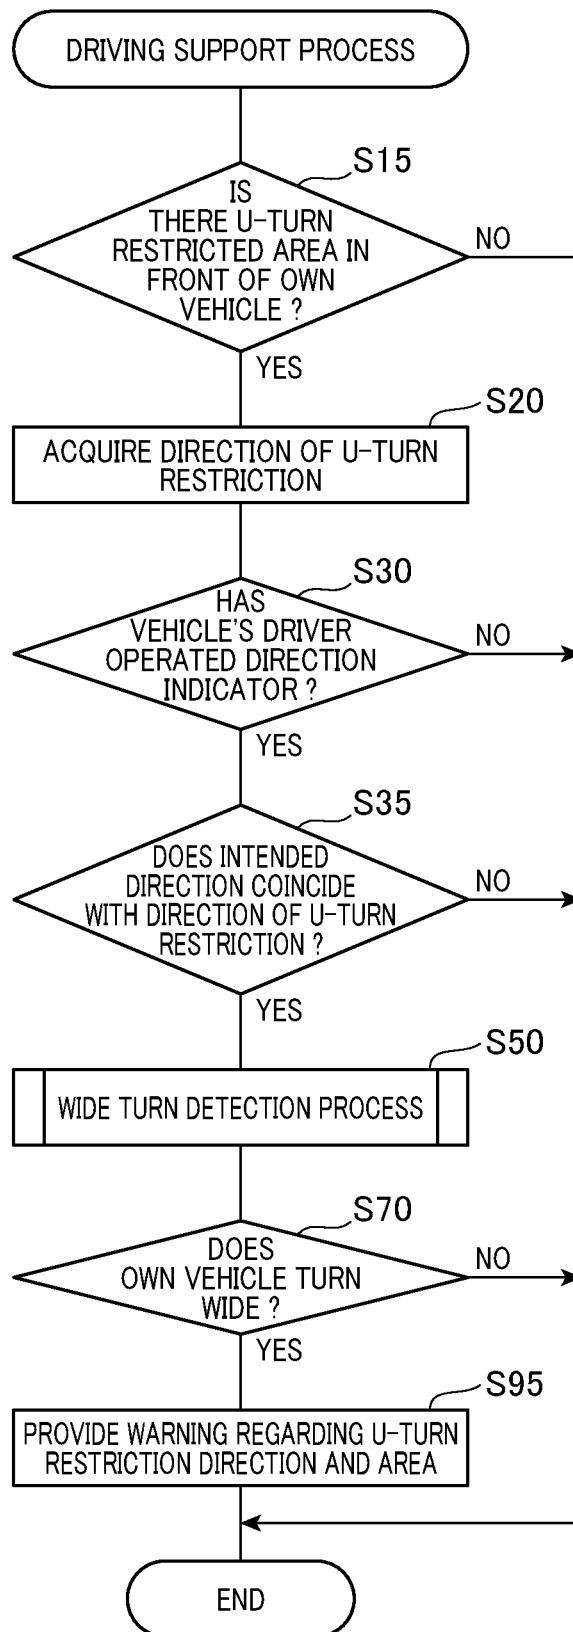 DRIVING SUPPORT PROCESS
S15
IS
THERE U-TURN
RESTRICTED AREA IN
FRONT OF OWN
VEHICLE ?
NO
YES
S20
ACQUIRE DIRECTION OF U-TURN
RESTRICTION
S30
HAS
VEHICLE'S DRIVER
OPERATED DIRECTION
INDICATOR ?
NO
YES
S35
DOES INTENDED
DIRECTION COINCIDE
WITH DIRECTION OF U-TURN
RESTRICTION ?
NO
YES
S50
WIDE TURN DETECTION PROCESS
S70
DOES
OWN VEHICLE TURN
WIDE ?
NO
YES
S95
PROVIDE WARNING REGARDING U-TURN
RESTRICTION DIRECTION AND AREA
END